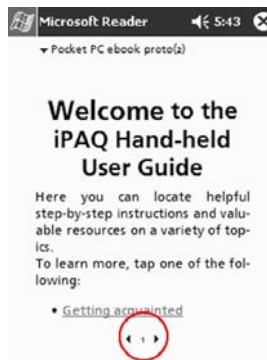 Microsoft Reader 5:43
Pocket PC ebook proto(2)
Welcome to the
iPAQ Hand-held
User Guide
Here you can locate helpful
step-by-step instructions and valu-
able resources on a variety of top-
ics.
To learn more, tap one of the fol-
lowing:
• Getting acquainted
1